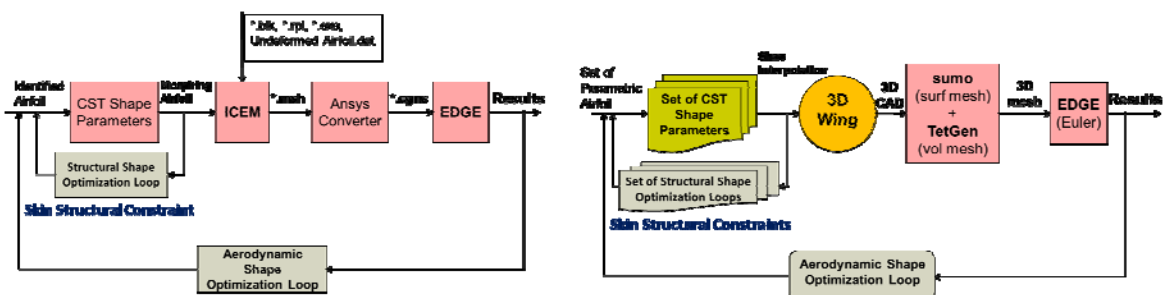 *.blk, *.rpl, *.exe,
Undeformed Airfoil.dat
Identified
Airfoil
CST Shape
Parameters
Morphing
Airfoil
ICEM
*.msh
Ansys
Converter
*.cgns
EDGE
Results
Structural Shape
Optimization Loop
Skin Structural Constraint
Aerodynamic
Shape
Optimization Loop
Set of
Parametric
Airfoil
Set of CST
Shape
Parameters
Interpolation
3D
Wing
3D
CAD
sumo
(surf mesh)
+
TetGen
(vol mesh)
3D
mesh
EDGE
(Euler)
Results
Set of Structural Shape
Optimization Loops
Skin Structural Constraints
Aerodynamic Shape
Optimization Loop